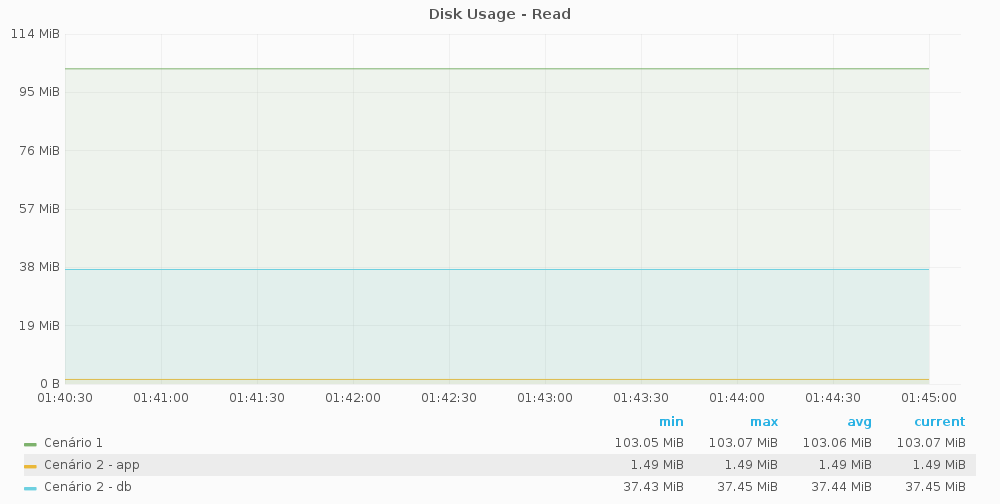 Disk Usage - Read
114 MiB
95 MiB
76 MiB
57 MiB
38 MiB
19 MiB
0 B
01:40:30 01:41:00 01:41:30 01:42:00 01:42:30 01:43:00 01:43:30 01:44:00 01:44:30 01:45:00
min max avg current
Cenário 1 103.05 MiB 103.07 MiB 103.06 MiB 103.07 MiB
Cenário 2 - app 1.49 MiB 1.49 MiB 1.49 MiB 1.49 MiB
Cenário 2 - db 37.43 MiB 37.45 MiB 37.44 MiB 37.45 MiB